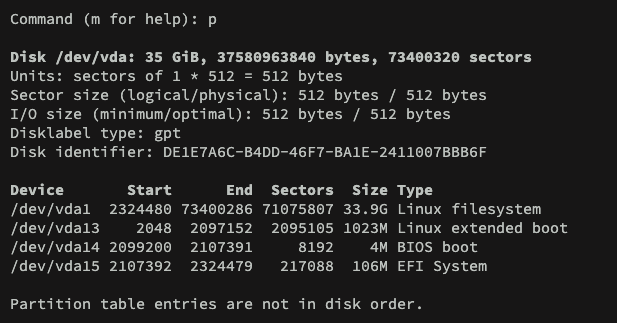 Command (m for help): p
Disk /dev/vda: 35 GiB, 37580963840 bytes, 73400320 sectors
Units: sectors of 1 * 512 = 512 bytes
Sector size (logical/physical): 512 bytes / 512 bytes
I/O size (minimum/optimal): 512 bytes / 512 bytes
Disklabel type: gpt
Disk identifier: DE1E7A6C-B4DD-46F7-BA1E-2411007BBB6F
Device Start End Sectors Size Type
/dev/vda1 2324480 73400286 71075807 33.9G Linux filesystem
/dev/vda13 2048 2097152 2095105 1023M Linux extended boot
/dev/vda14 2099200 2107391 8192 4M BIOS boot
/dev/vda15 2107392 2324479 217088 106M EFI System
Partition table entries are not in disk order.